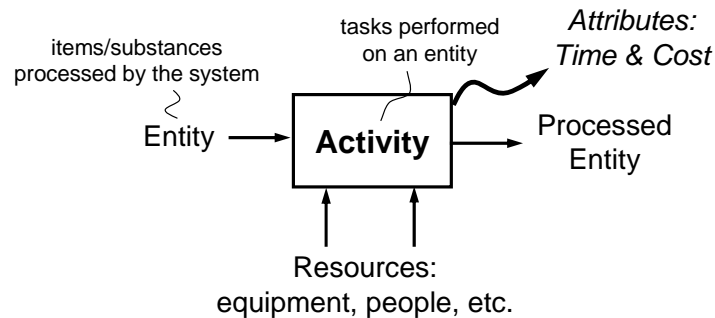 items/substances
processed by the system
tasks performed
on an entity
Attributes:
Time & Cost
Entity
Activity
Processed
Entity
Resources:
equipment, people, etc.